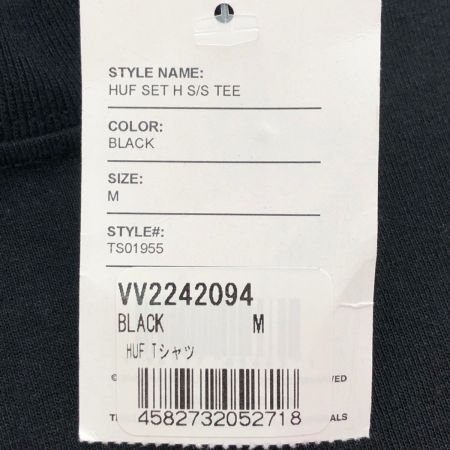 STYLE NAME:
HUF SET H S/S TEE
COLOR:
BLACK
SIZE:
M
STYLE#:
TS01955
VV2242094
BLACK M
HUF Tシャツ
4582732052718